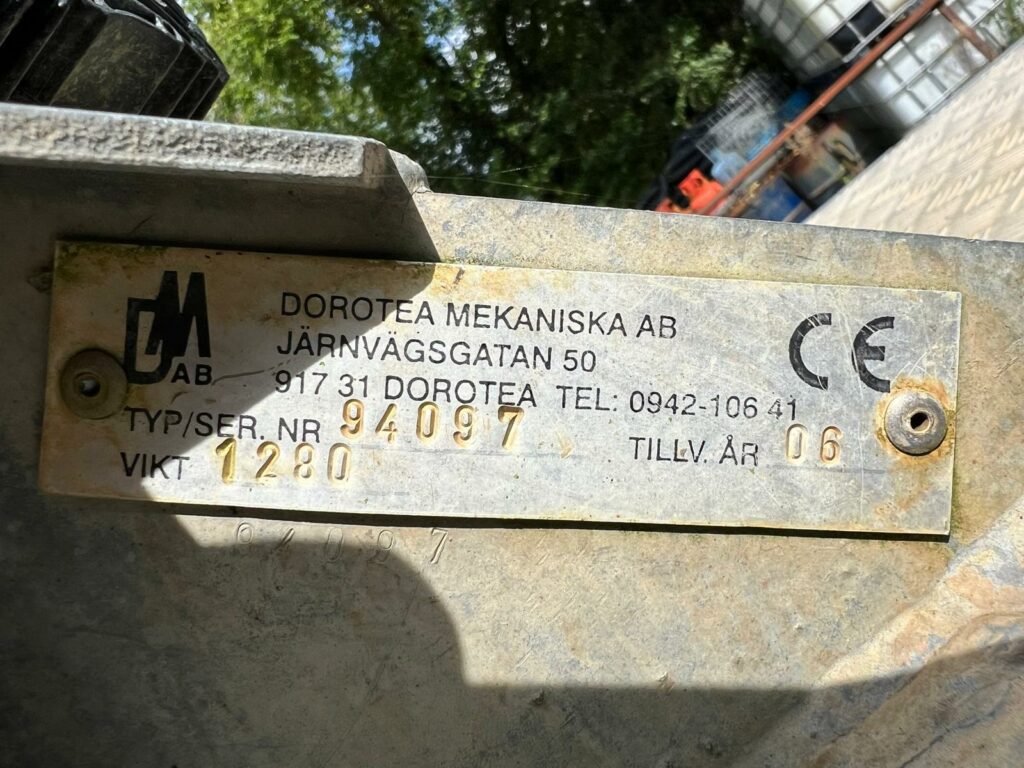 DM AB
DOROTEA MEKANISKA AB
JÄRNVÄGSGATAN 50
917 31 DOROTEA TEL: 0942-106 41
CE
TYP/SER. NR 94097
TILLV. ÅR 06
VIKT 1280
94097